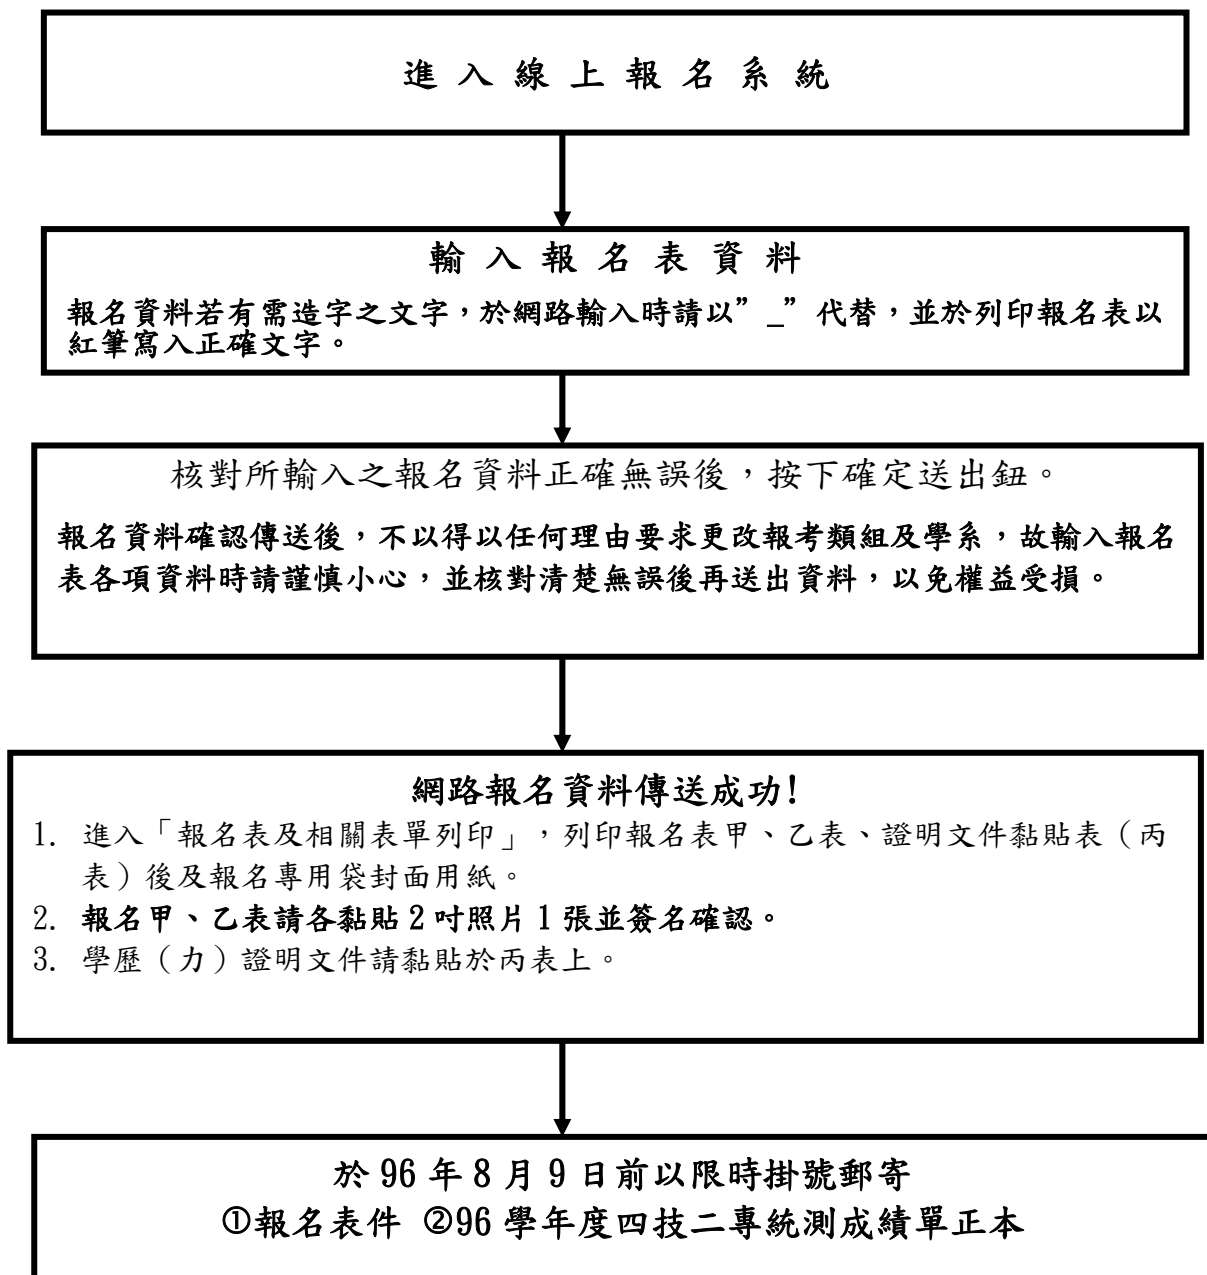 進 入 線 上 報 名 系 統
輸 入 報 名 表 資 料
報名資料若有需造字之文字,於網路輸入時請以”_”代替,並於列印報名表以
紅筆寫入正確文字。
核對所輸入之報名資料正確無誤後,按下確定送出鈕。
報名資料確認傳送後,不以得以任何理由要求更改報考類組及學系,故輸入報名
表各項資料時請謹慎小心,並核對清楚無誤後再送出資料,以免權益受損。
網路報名資料傳送成功!
1. 進入「報名表及相關表單列印」,列印報名表甲、乙表、證明文件黏貼表(丙
表)後及報名專用袋封面用紙。
2. 報名甲、乙表請各黏貼 2 吋照片 1 張並簽名確認。
3. 學歷(力)證明文件請黏貼於丙表上。
於 96 年 8 月 9 日前以限時掛號郵寄
①報名表件 ②96 學年度四技二專統測成績單正本